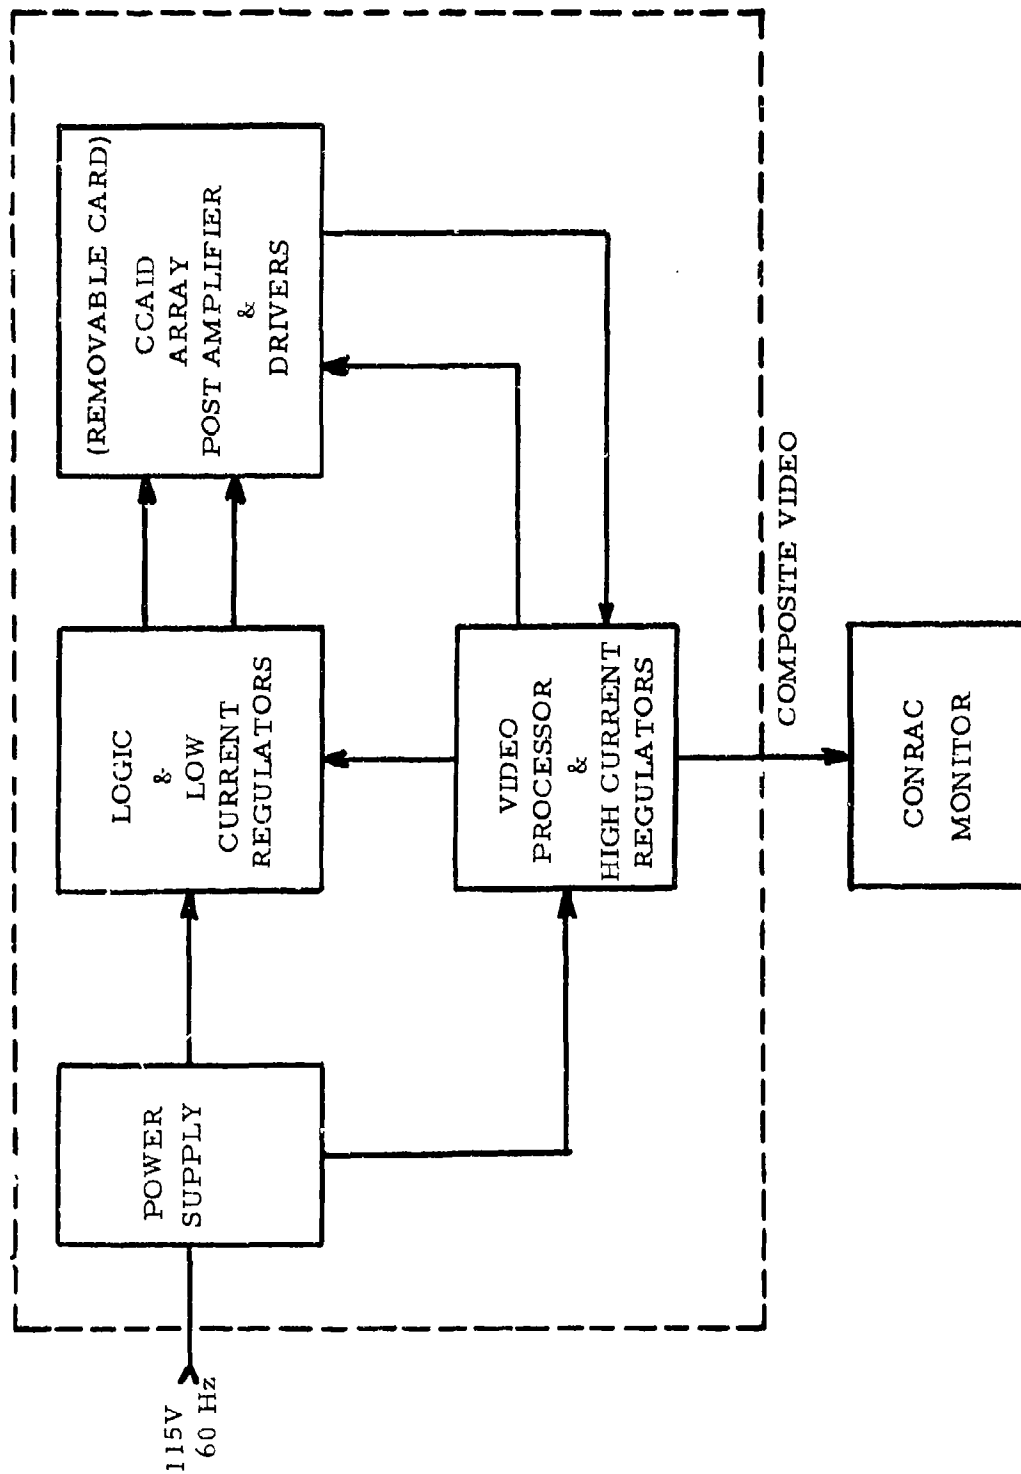 115V
60 Hz
POWER
SUPPLY
LOGIC
&
LOW
CURRENT
REGULATORS
(REMOVABLE CARD)
CCAID
ARRAY
POST AMPLIFIER
&
DRIVERS
VIDEO
PROCESSOR
&
HIGH CURRENT
REGULATORS
COMPOSITE VIDEO
CONRAC
MONITOR